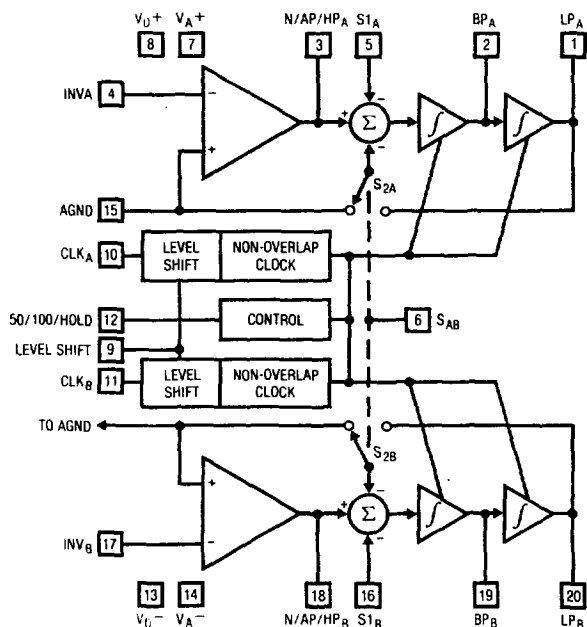 V_D+ V_A+ N/AP/HP_A S1_A BP_A LP_A
8 7 3 5 2 1
INVA 4
−
+
+ Σ −
−
∫ ∫
S_2A
AGND 15
CLK_A 10 LEVEL SHIFT NON-OVERLAP CLOCK
50/100/HOLD 12 CONTROL 6 S_AB
LEVEL SHIFT 9
CLK_B 11 LEVEL SHIFT NON-OVERLAP CLOCK
TO AGND
S_2B
+
−
−
+ Σ −
∫ ∫
INV_B 17
13 14 18 16 19 20
V_D− V_A− N/AP/HP_B S1_B BP_B LP_B